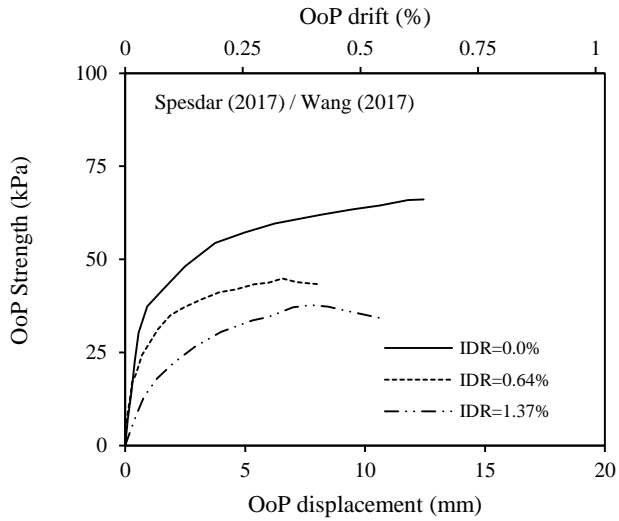 OoP drift (%)
0 0.25 0.5 0.75 1
100
Spesdar (2017) / Wang (2017)
75
OoP Strength (kPa)
50
25
IDR=0.0%
IDR=0.64%
IDR=1.37%
0
0 5 10 15 20
OoP displacement (mm)